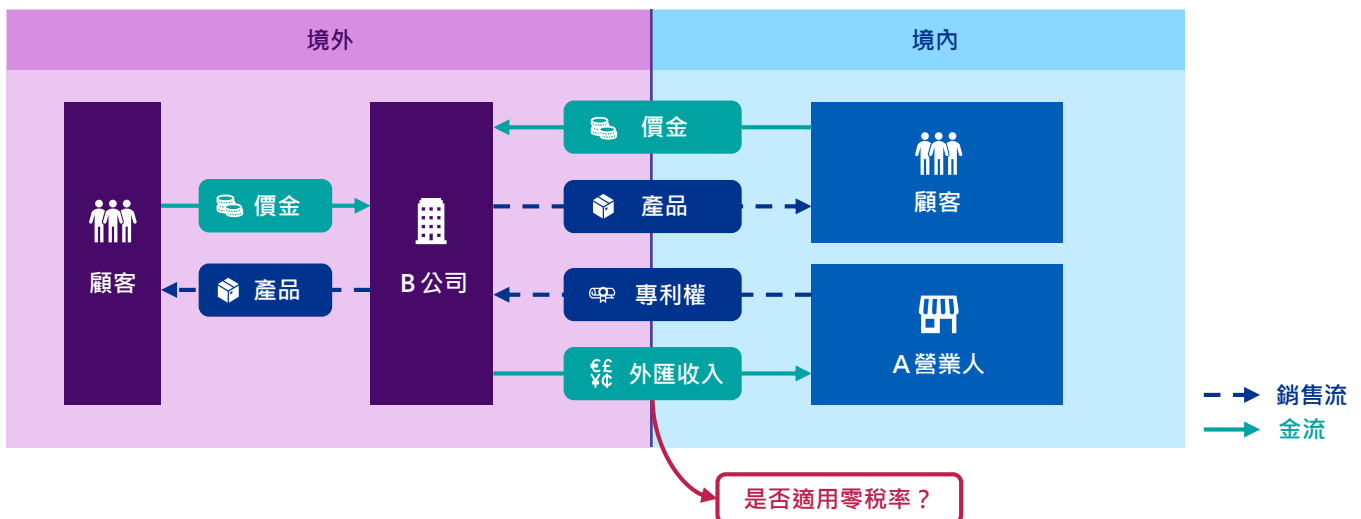 境外
境內
價金
顧客
產品
價金
B 公司
顧客
產品
專利權
外匯收入
A 營業人
銷售流
金流
是否適用零稅率？